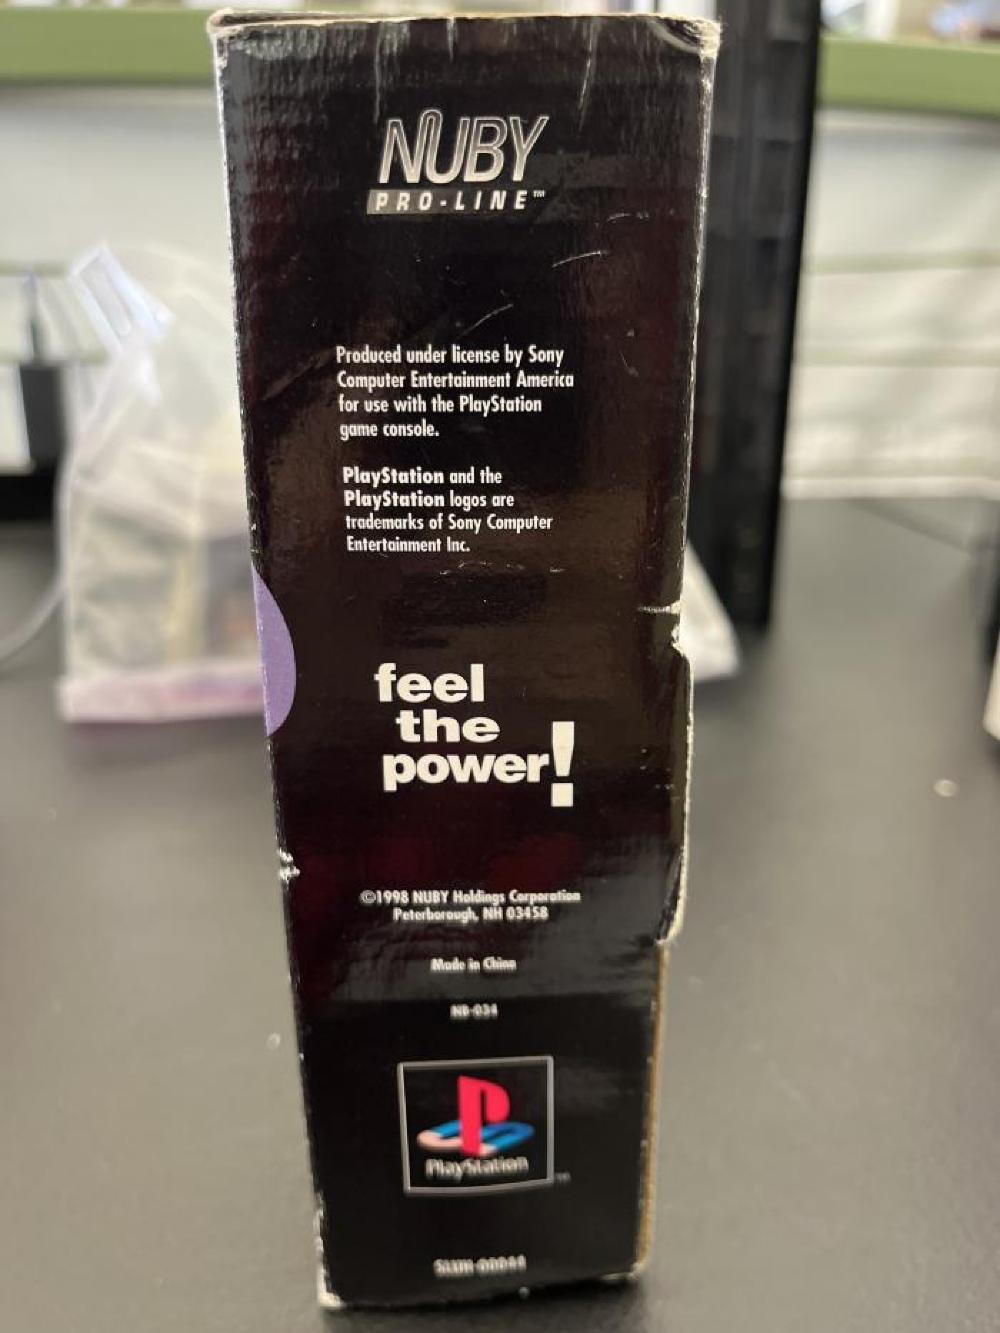 NUBY
PRO-LINE™
Produced under license by Sony
Computer Entertainment America
for use with the PlayStation
game console.
PlayStation and the
PlayStation logos are
trademarks of Sony Computer
Entertainment Inc.
feel
the
power!
©1998 NUBY Holdings Corporation
Peterborough, NH 03458
Made in China
NB-034
PlayStation